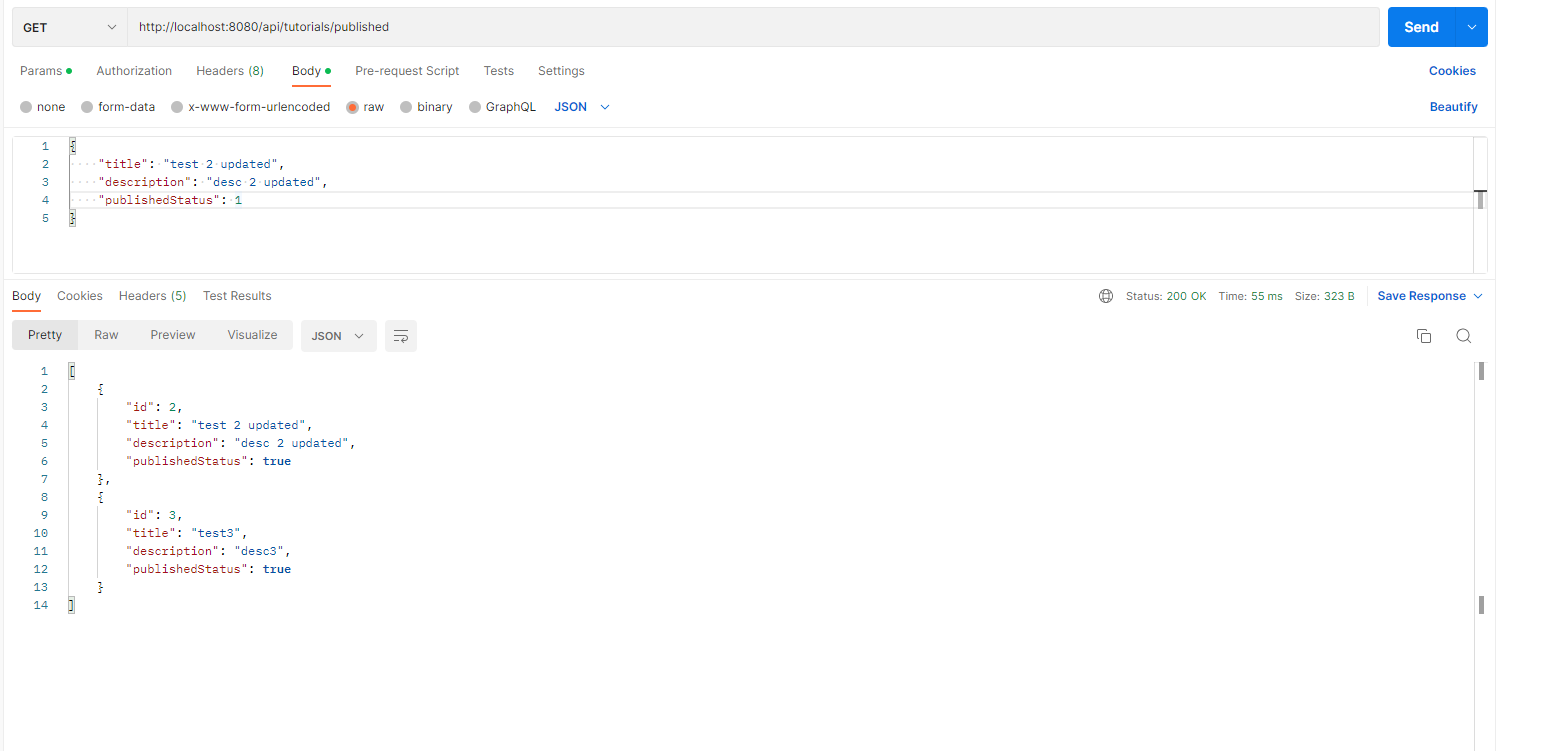 GET http://localhost:8080/api/tutorials/published Send
Params Authorization Headers (8) Body Pre-request Script Tests Settings Cookies
none form-data x-www-form-urlencoded raw binary GraphQL JSON Beautify
1 {
2 "title": "test 2 updated",
3 "description": "desc 2 updated",
4 "publishedStatus": 1
5 }
Body Cookies Headers (5) Test Results Status: 200 OK Time: 55 ms Size: 323 B Save Response
Pretty Raw Preview Visualize JSON
1 [
2 {
3 "id": 2,
4 "title": "test 2 updated",
5 "description": "desc 2 updated",
6 "publishedStatus": true
7 },
8 {
9 "id": 3,
10 "title": "test3",
11 "description": "desc3",
12 "publishedStatus": true
13 }
14 ]